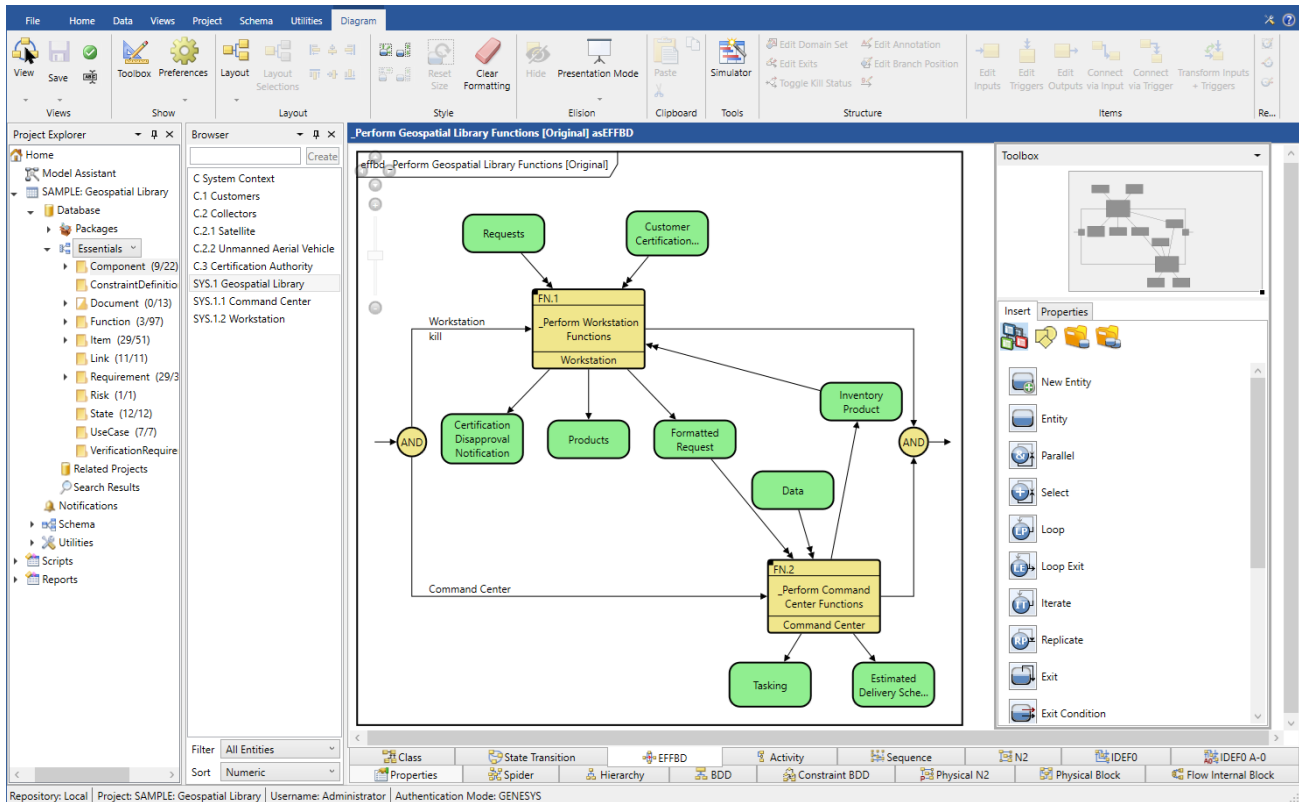 File Home Data Views Project Schema Utilities Diagram
View Save Toolbox Preferences Layout Layout Selections Reset Size Clear Formatting Hide Presentation Mode Paste Simulator
Edit Domain Set Edit Annotation
Edit Exits Edit Branch Position
Toggle Kill Status
Edit Inputs Edit Triggers Edit Outputs Connect via Input Connect via Trigger Transform Inputs + Triggers
Views Show Layout Style Elision Clipboard Tools Structure Items Re...
Project Explorer
Home
Model Assistant
SAMPLE: Geospatial Library
Database
Packages
Essentials
Component (9/22)
ConstraintDefinitio
Document (0/13)
Function (3/97)
Item (29/51)
Link (11/11)
Requirement (29/3
Risk (1/1)
State (12/12)
UseCase (7/7)
VerificationRequire
Related Projects
Search Results
Notifications
Schema
Utilities
Scripts
Reports
Browser
Create
C System Context
C.1 Customers
C.2 Collectors
C.2.1 Satellite
C.2.2 Unmanned Aerial Vehicle
C.3 Certification Authority
SYS.1 Geospatial Library
SYS.1.1 Command Center
SYS.1.2 Workstation
Filter All Entities
Sort Numeric
_Perform Geospatial Library Functions [Original] asEFFBD
effbd _Perform Geospatial Library Functions [Original]
Requests
Customer
Certification...
FN.1
_Perform Workstation
Functions
Workstation
Workstation
kill
Inventory
Product
Certification
Disapproval
Notification
Products
Formatted
Request
AND
AND
Data
FN.2
_Perform Command
Center Functions
Command Center
Command Center
Tasking
Estimated
Delivery Sche...
Toolbox
Insert Properties
New Entity
Entity
Parallel
Select
Loop
Loop Exit
Iterate
Replicate
Exit
Exit Condition
Class State Transition EFFBD Activity Sequence N2 IDEF0 IDEF0 A-0
Properties Spider Hierarchy BDD Constraint BDD Physical N2 Physical Block Flow Internal Block
Repository: Local Project: SAMPLE: Geospatial Library Username: Administrator Authentication Mode: GENESYS